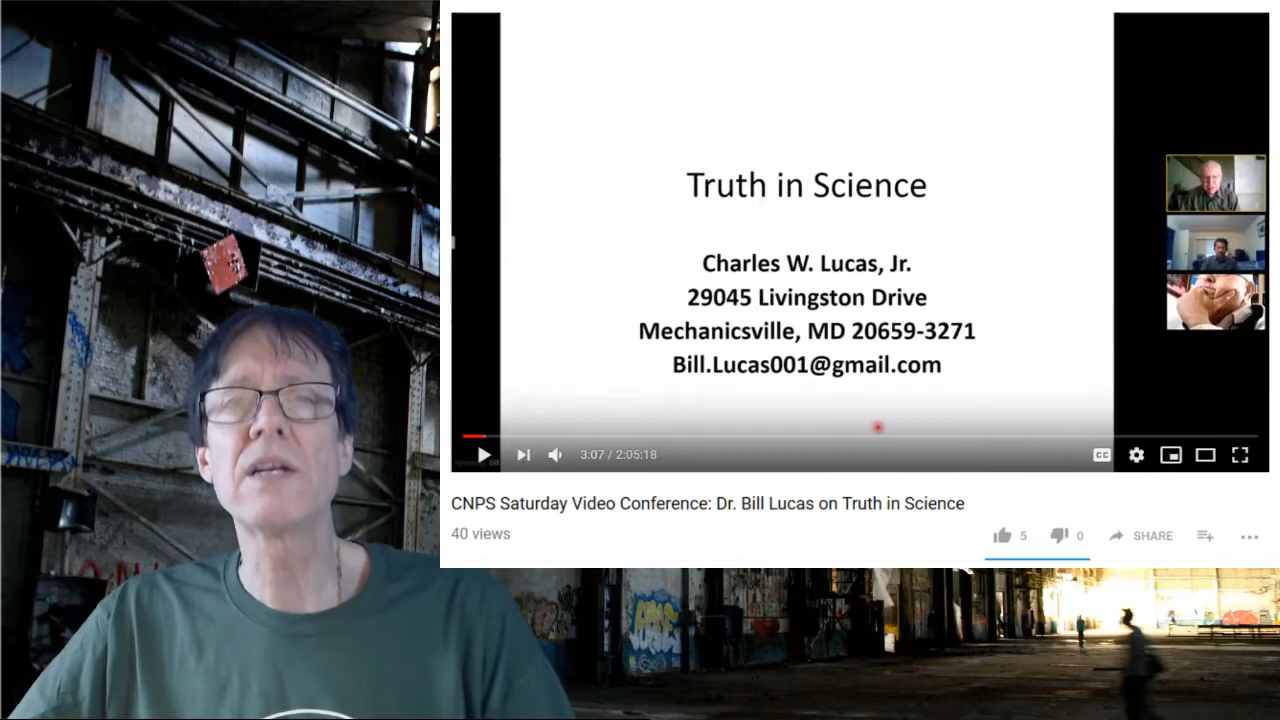 Truth in Science
Charles W. Lucas, Jr.
29045 Livingston Drive
Mechanicsville, MD 20659-3271
Bill.Lucas001@gmail.com
3:07 / 2:05:18
CC
CNPS Saturday Video Conference: Dr. Bill Lucas on Truth in Science
40 views
5
0
SHARE